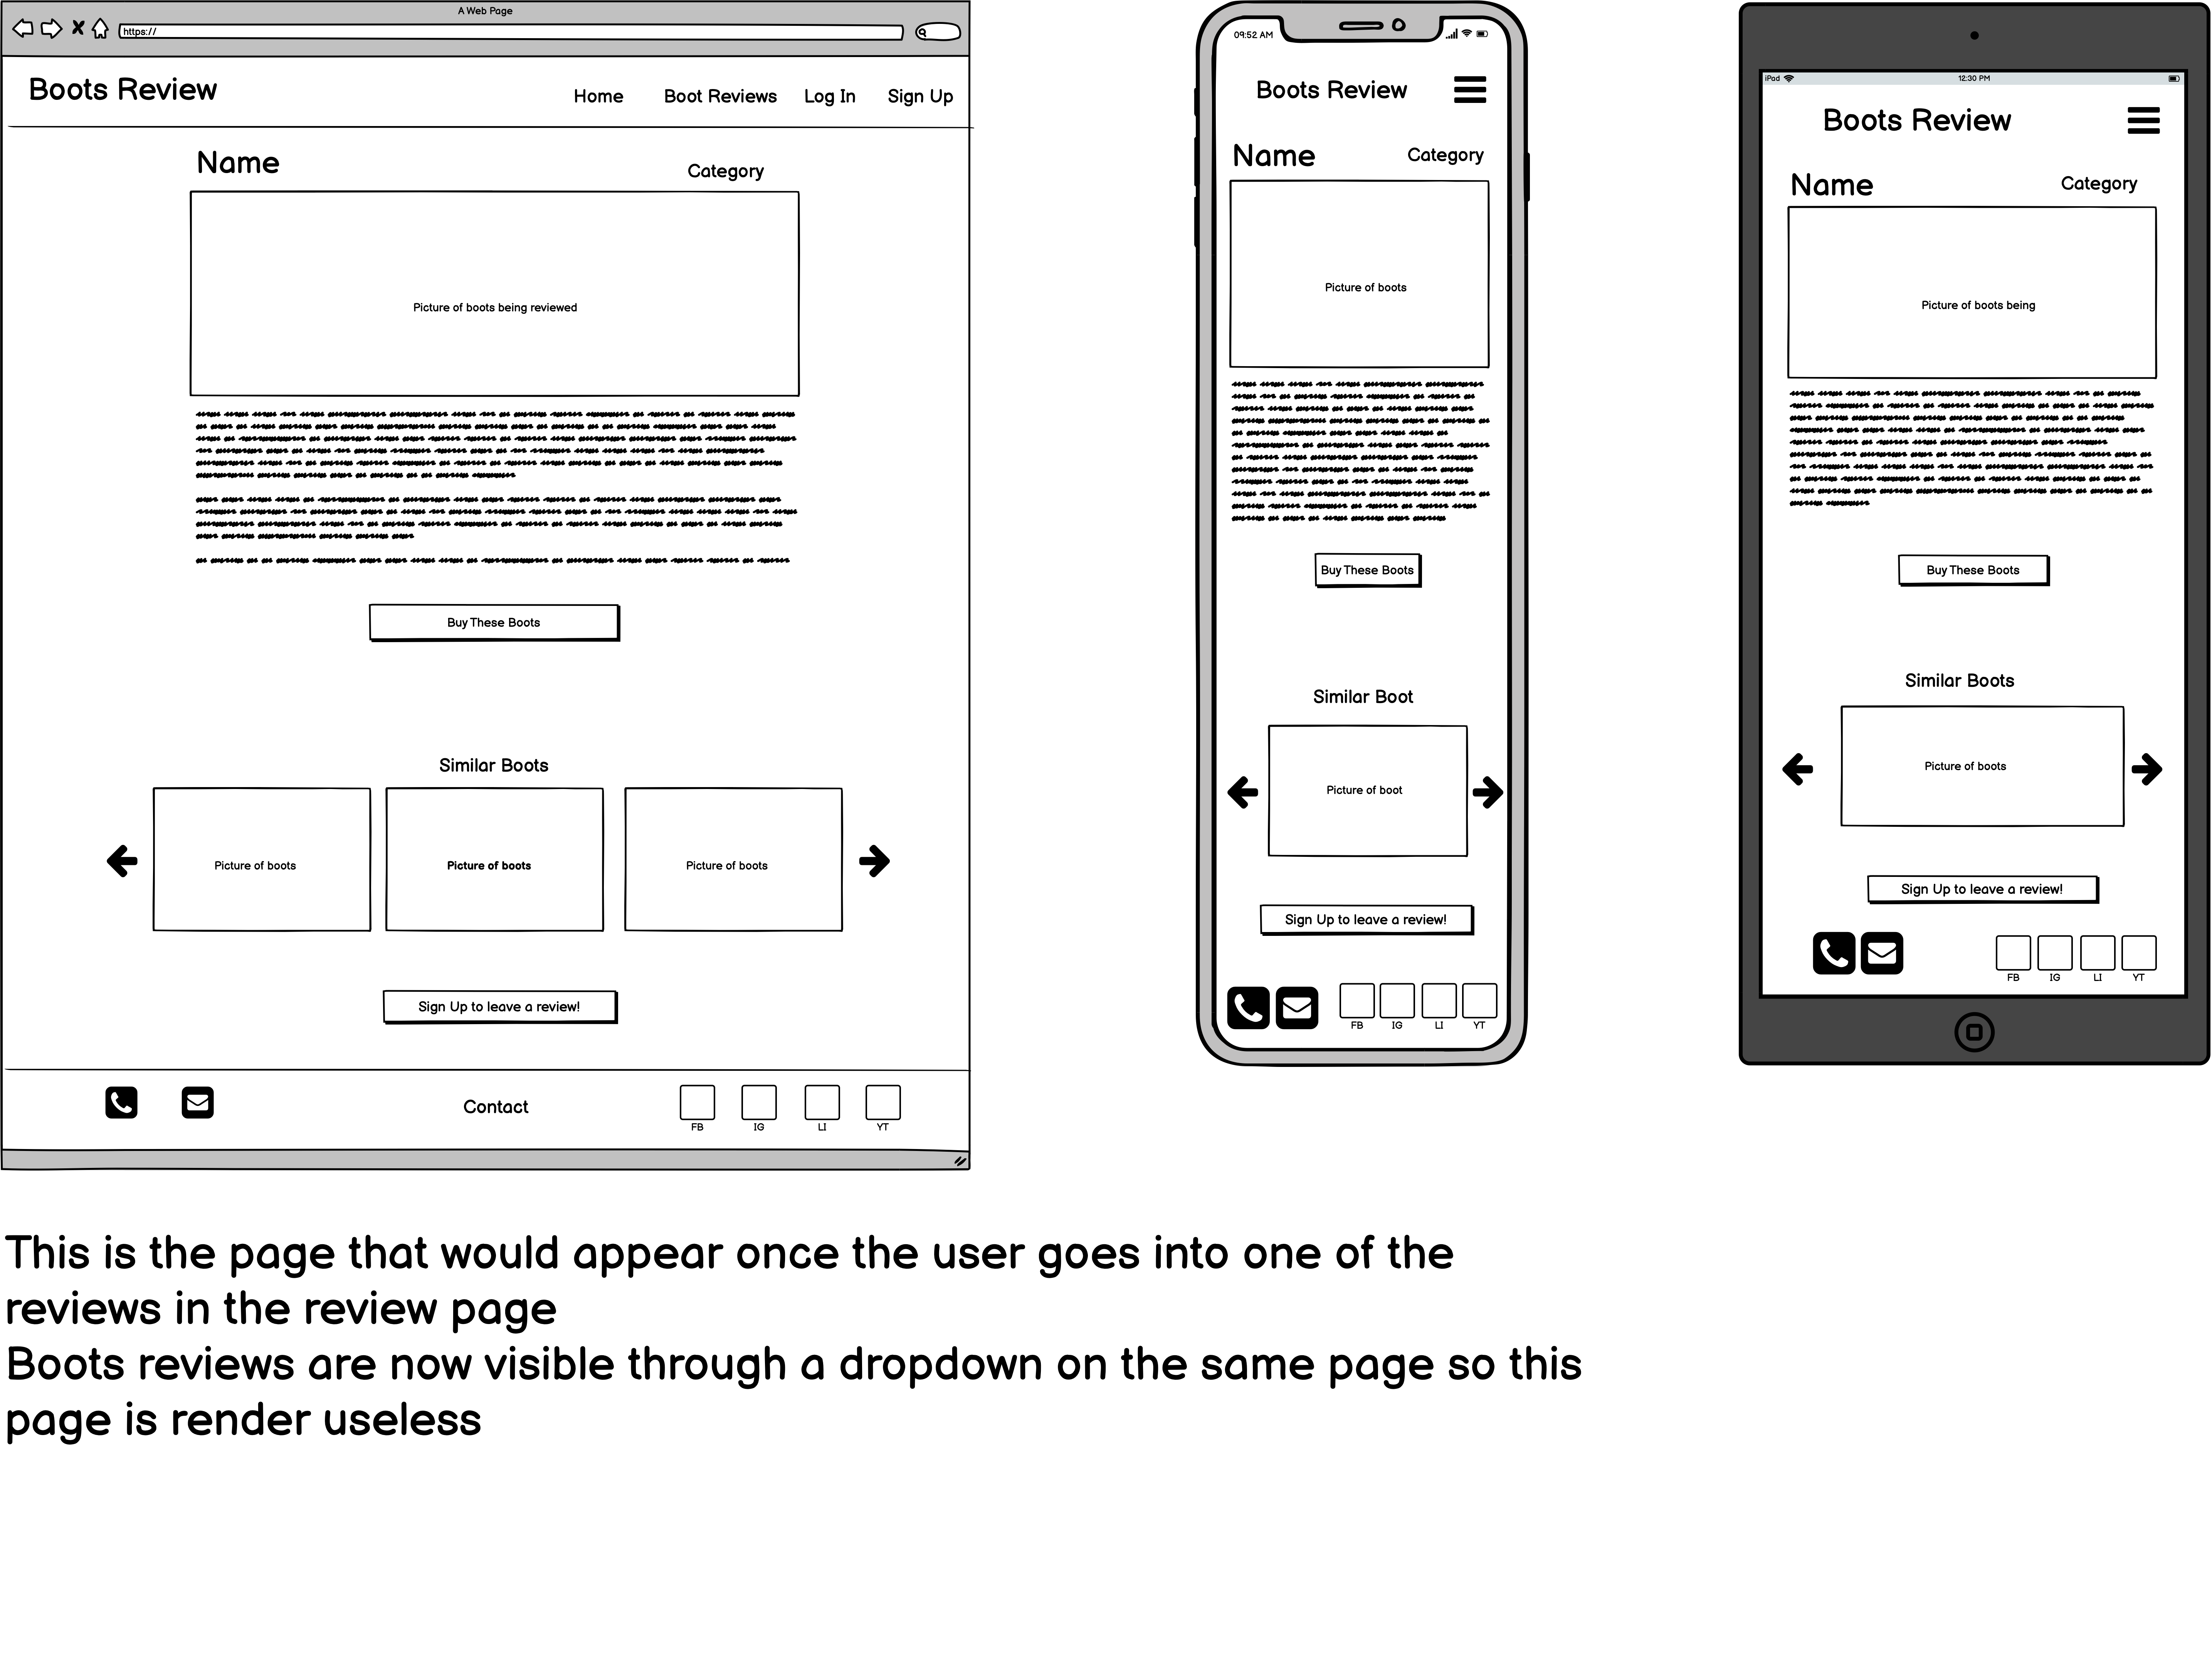 A Web Page
https://
Boots Review
Home Boot Reviews Log In Sign Up
Name
Category
Picture of boots being reviewed
Buy These Boots
Similar Boots
Picture of boots
Picture of boots
Picture of boots
Sign Up to leave a review!
Contact
FB IG LI YT
09:52 AM
Boots Review
Name
Category
Picture of boots
Buy These Boots
Similar Boot
Picture of boot
Sign Up to leave a review!
FB IG LI YT
iPad
12:30 PM
Boots Review
Name
Category
Picture of boots being
Buy These Boots
Similar Boots
Picture of boots
Sign Up to leave a review!
FB IG LI YT
This is the page that would appear once the user goes into one of the
reviews in the review page
Boots reviews are now visible through a dropdown on the same page so this
page is render useless